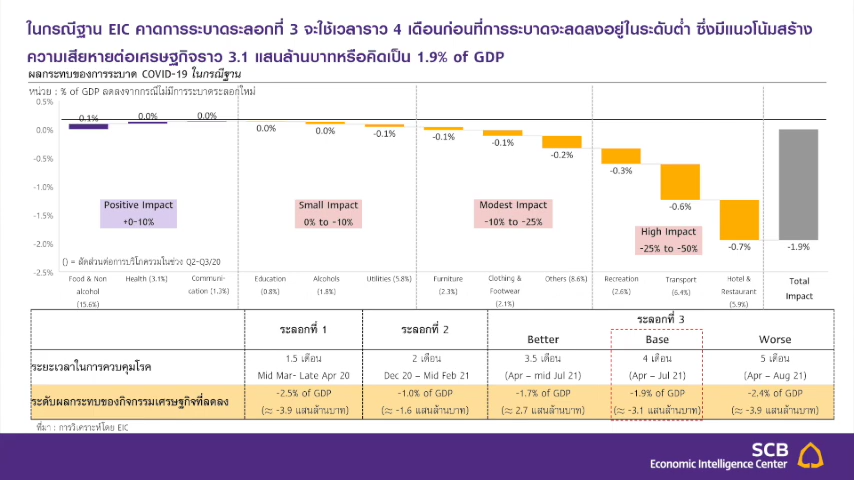 ในกรณีฐาน EIC คาดการระบาดระลอกที่ 3 จะใช้เวลาราว 4 เดือนก่อนที่การระบาดจะลดลงอยู่ในระดับต่ำ ซึ่งมีแนวโน้มสร้าง
ความเสียหายต่อเศรษฐกิจราว 3.1 แสนล้านบาทหรือคิดเป็น 1.9% of GDP
ผลกระทบของการระบาด COVID-19 ในกรณีฐาน
หน่วย : % of GDP ลดลงจากกรณีไม่มีการระบาดระลอกใหม่
0.5%
0.0%
-0.5%
-1.0%
-1.5%
-2.0%
-2.5%
0.1%
0.0%
0.0%
0.0%
0.0%
-0.1%
-0.1%
-0.1%
-0.2%
-0.3%
-0.6%
-0.7%
-1.9%
Positive Impact
+0-10%
Small Impact
0% to -10%
Modest Impact
-10% to -25%
High Impact
-25% to -50%
() = สัดส่วนต่อการบริโภครวมในช่วง Q2-Q3/20
Food & Non
alcohol
(15.6%)
Health (3.1%)
Communi-
cation (1.3%)
Education
(0.8%)
Alcohols
(1.8%)
Utilities (5.8%)
Furniture
(2.3%)
Clothing &
Footwear
(2.1%)
Others (8.6%)
Recreation
(2.6%)
Transport
(6.4%)
Hotel &
Restaurant
(5.9%)
Total
Impact
ระลอกที่ 1
ระลอกที่ 2
ระลอกที่ 3
Better
Base
Worse
ระยะเวลาในการควบคุมโรค
1.5 เดือน
Mid Mar- Late Apr 20
2 เดือน
Dec 20 – Mid Feb 21
3.5 เดือน
(Apr – mid Jul 21)
4 เดือน
(Apr – Jul 21)
5 เดือน
(Apr – Aug 21)
ระดับผลกระทบของกิจกรรมเศรษฐกิจที่ลดลง
-2.5% of GDP
(≈ -3.9 แสนล้านบาท)
-1.0% of GDP
(≈ -1.6 แสนล้านบาท)
-1.7% of GDP
(≈ 2.7 แสนล้านบาท)
-1.9% of GDP
(≈ -3.1 แสนล้านบาท)
-2.4% of GDP
(≈ -3.9 แสนล้านบาท)
ที่มา : การวิเคราะห์โดย EIC
SCB
Economic Intelligence Center